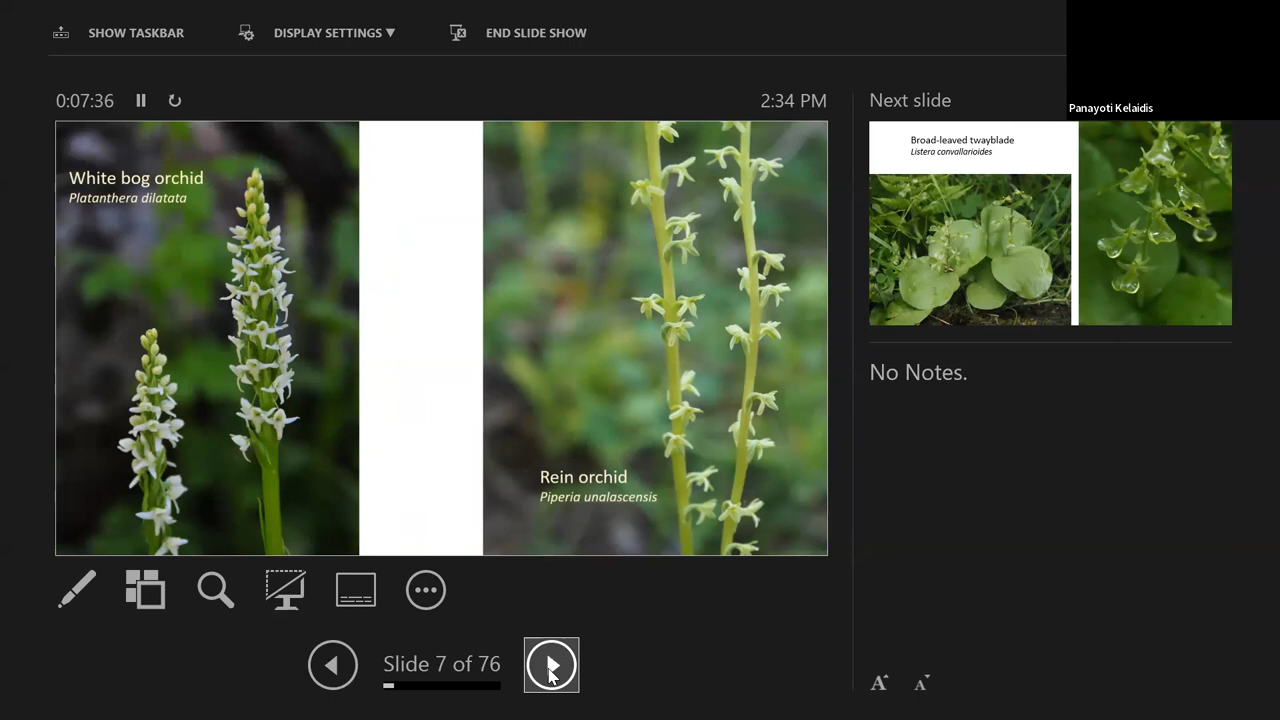 SHOW TASKBAR
DISPLAY SETTINGS ▼
END SLIDE SHOW
Panayoti Kelaidis
0:07:36
2:34 PM
Next slide
White bog orchid
Platanthera dilatata
Rein orchid
Piperia unalascensis
Broad-leaved twayblade
Listera convallarioides
No Notes.
Slide 7 of 76
A A